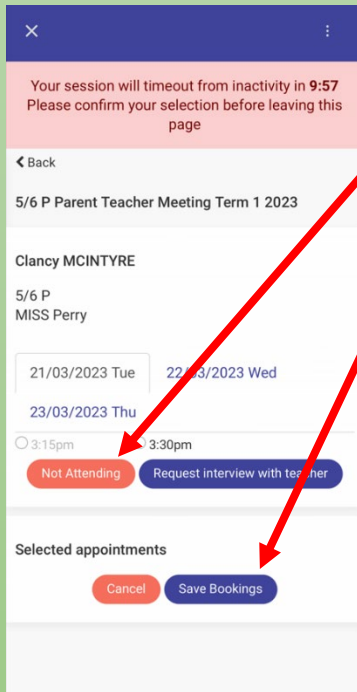 Your session will timeout from inactivity in 9:57
Please confirm your selection before leaving this
page
Back
5/6 P Parent Teacher Meeting Term 1 2023
Clancy MCINTYRE
5/6 P
MISS Perry
21/03/2023 Tue 22/03/2023 Wed
23/03/2023 Thu
3:15pm 3:30pm
Not Attending Request interview with teacher
Selected appointments
Cancel Save Bookings